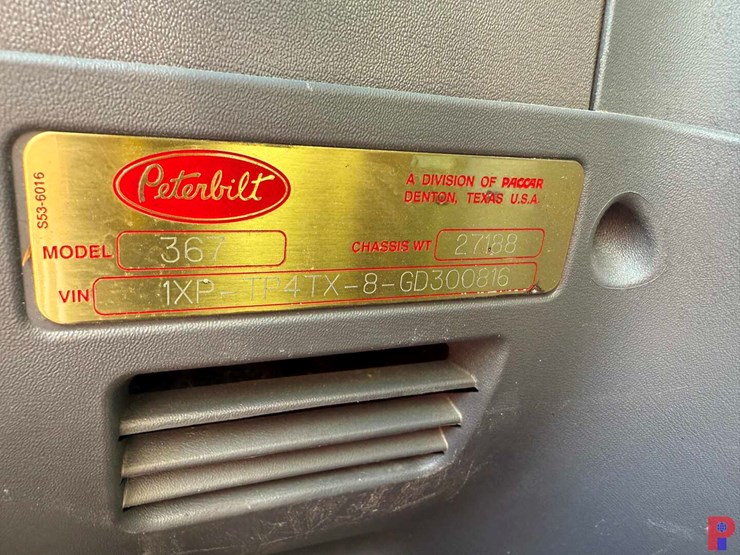 S53-6016
Peterbilt
A DIVISION OF PACCAR
DENTON, TEXAS U.S.A.
MODEL 367 CHASSIS WT 27188
VIN 1XP-TP4TX-8-GD300816